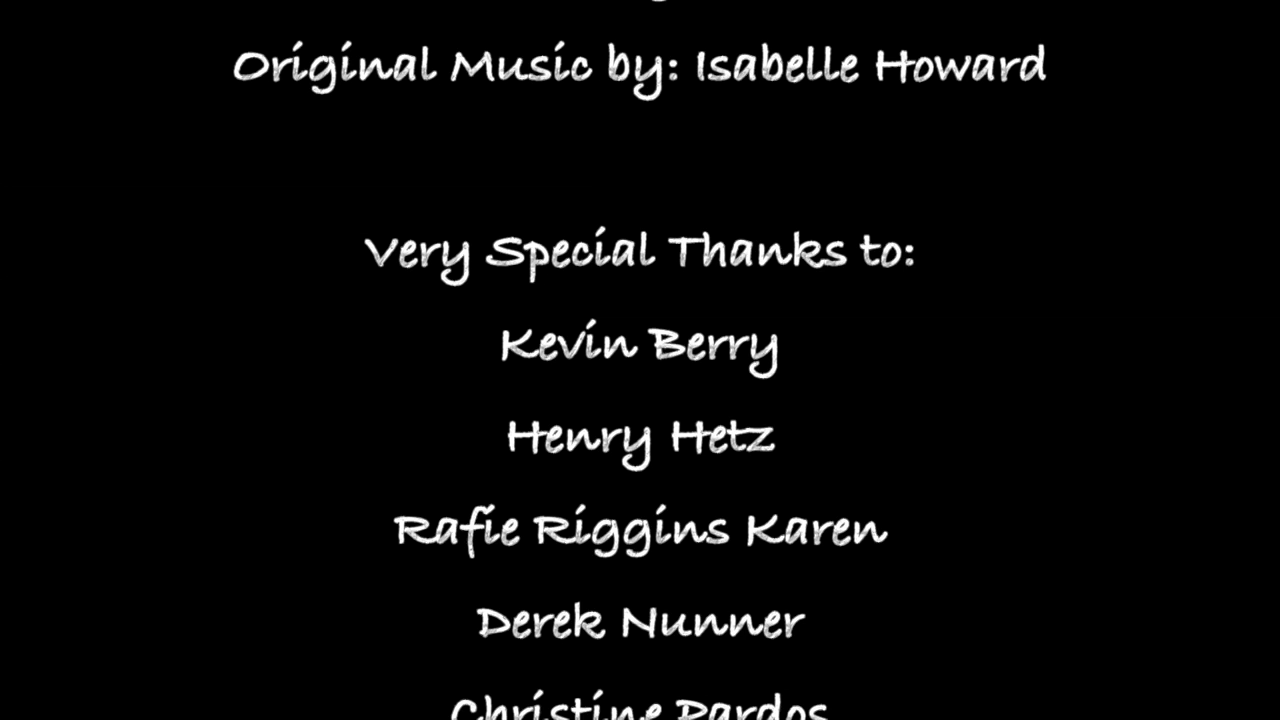 Original Music by: Isabelle Howard
Very Special Thanks to:
Kevin Berry
Henry Hetz
Rafie Riggins Karen
Derek Nunner
Christine Pardos